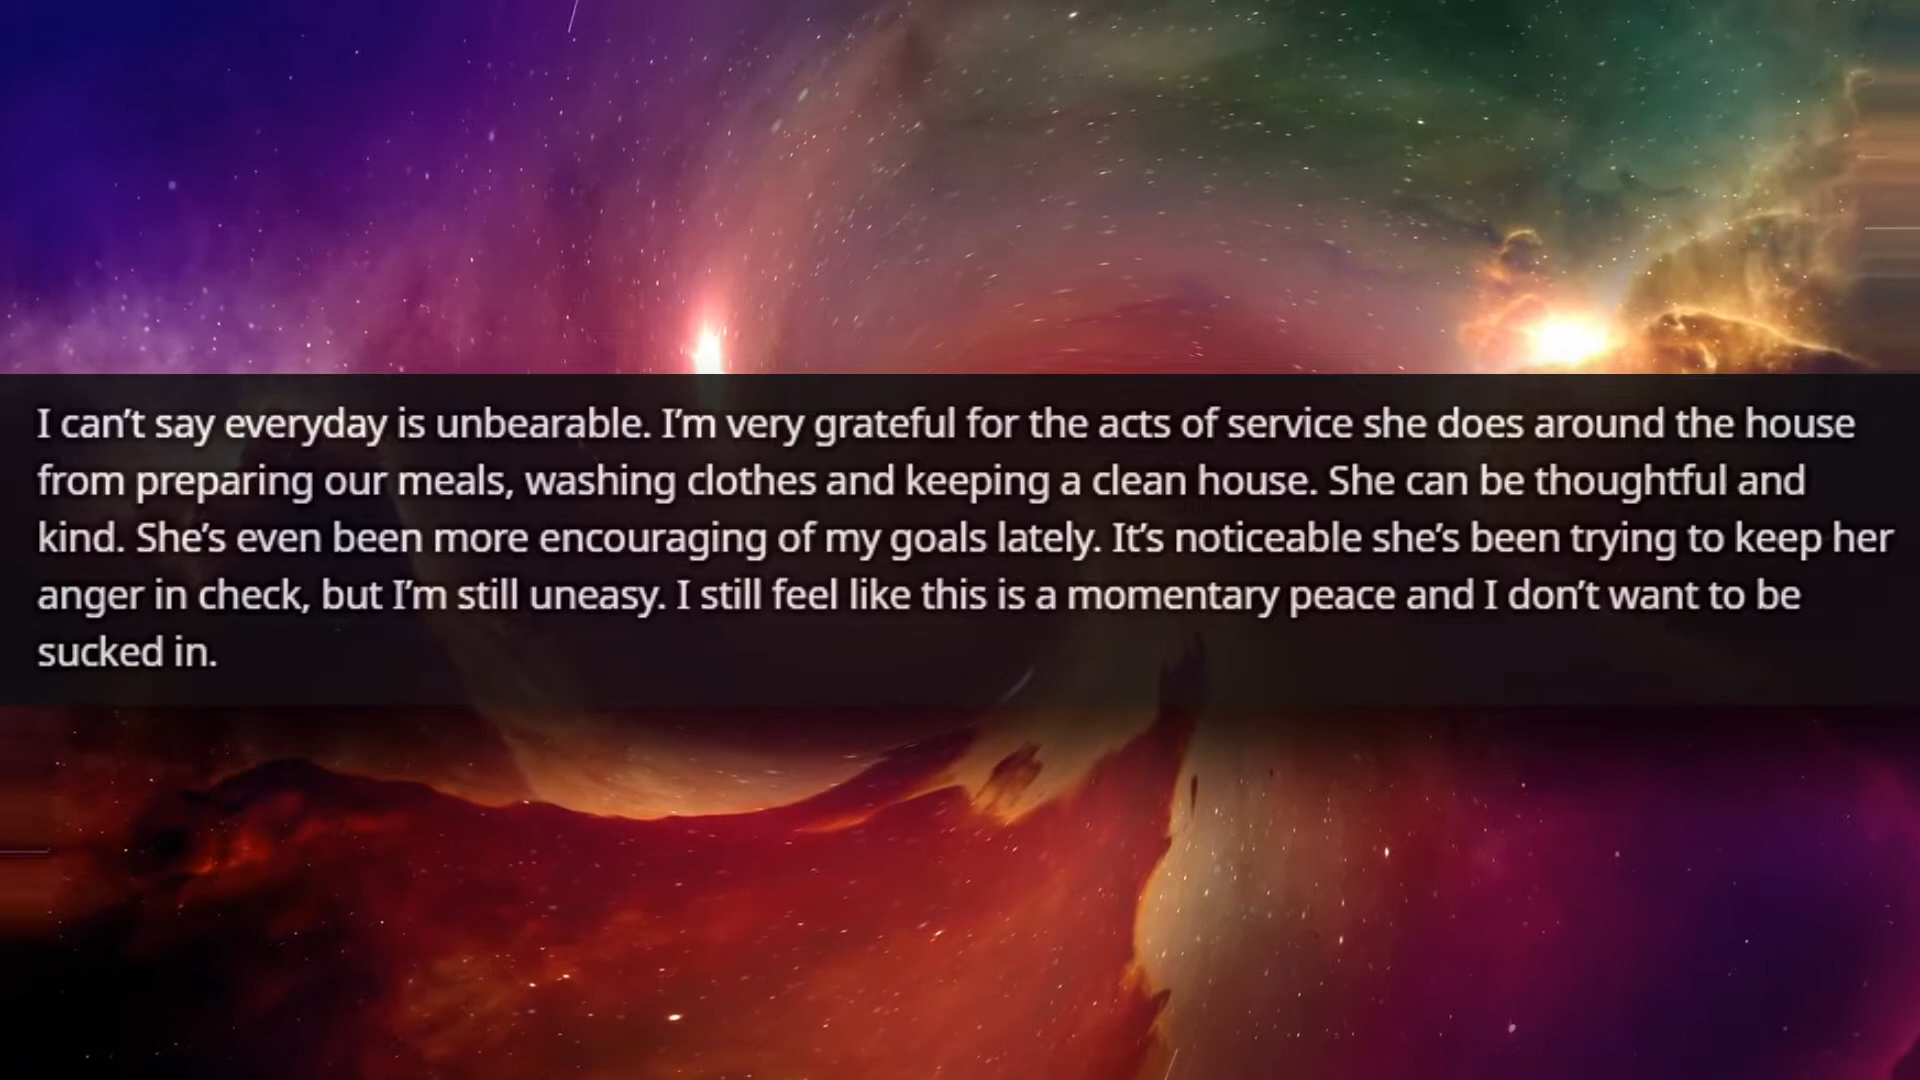 I can’t say everyday is unbearable. I’m very grateful for the acts of service she does around the house
from preparing our meals, washing clothes and keeping a clean house. She can be thoughtful and
kind. She’s even been more encouraging of my goals lately. It’s noticeable she’s been trying to keep her
anger in check, but I’m still uneasy. I still feel like this is a momentary peace and I don’t want to be
sucked in.